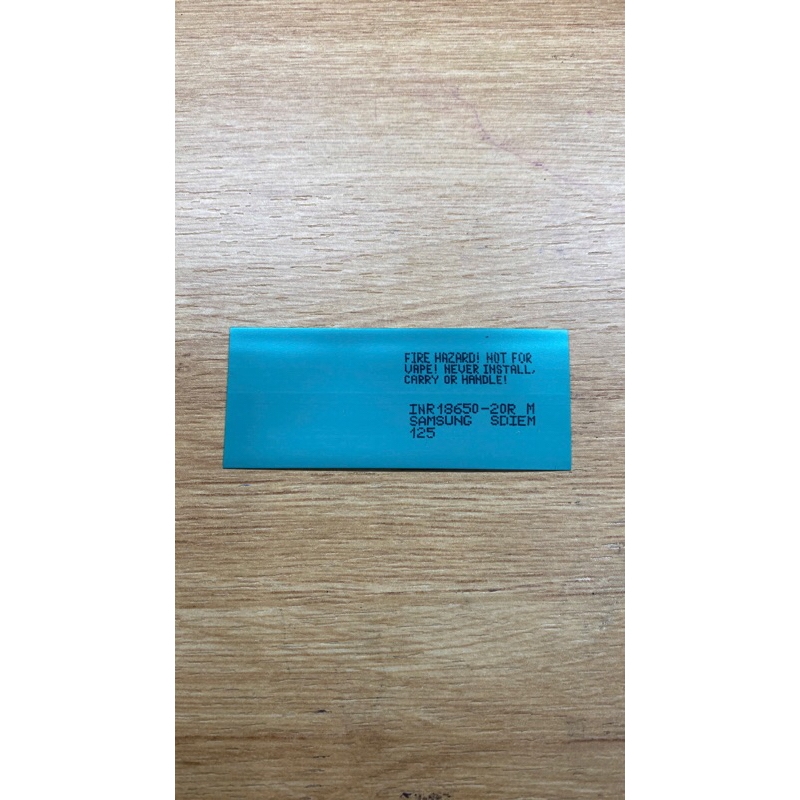 FIRE HAZARD! NOT FOR
VAPE! NEVER INSTALL,
CARRY OR HANDLE!
INR18650-20R M
SAMSUNG SDIEM
125